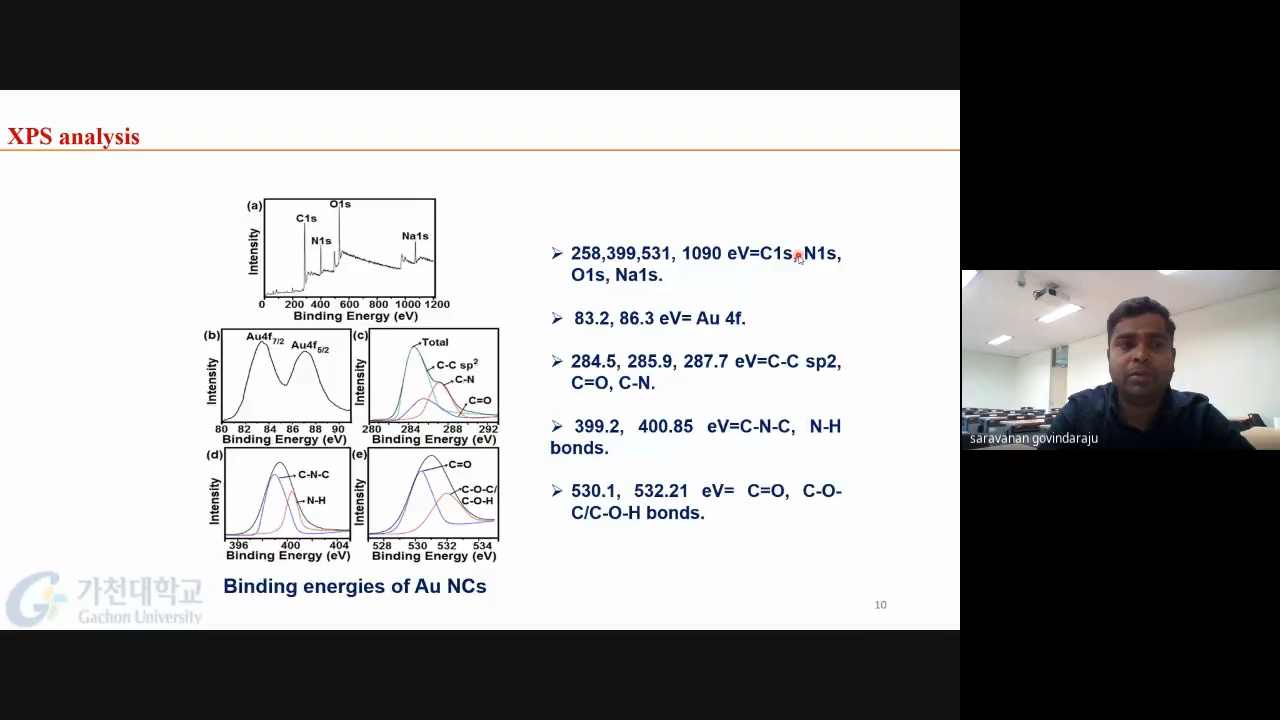 XPS analysis
(a)
O1s
C1s
N1s
Na1s
Intensity
0 200 400 600 800 1000 1200
Binding Energy (eV)
(b)
Au4f7/2
Au4f5/2
Intensity
80 82 84 86 88 90
Binding Energy (eV)
(c)
Total
C-C sp2
C-N
C=O
Intensity
280 284 288 292
Binding Energy (eV)
(d)
C-N-C
N-H
Intensity
396 400 404
Binding Energy (eV)
(e)
C=O
C-O-C/
C-O-H
Intensity
528 530 532 534
Binding Energy (eV)
Binding energies of Au NCs
➢ 258,399,531, 1090 eV=C1s, N1s,
O1s, Na1s.
➢ 83.2, 86.3 eV= Au 4f.
➢ 284.5, 285.9, 287.7 eV=C-C sp2,
C=O, C-N.
➢ 399.2, 400.85 eV=C-N-C, N-H
bonds.
➢ 530.1, 532.21 eV= C=O, C-O-
C/C-O-H bonds.
가천대학교
Gachon University
10
saravanan govindaraju